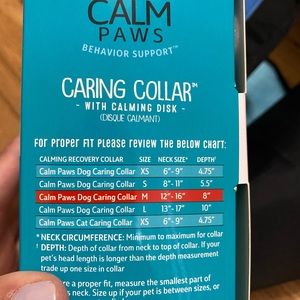 CALM
PAWS
BEHAVIOR SUPPORT™
CARING COLLAR™
- WITH CALMING DISK -
(DISQUE CALMANT)
FOR PROPER FIT PLEASE REVIEW THE BELOW CHART:
CALMING RECOVERY COLLAR SIZE NECK SIZE* DEPTH†
Calm Paws Dog Caring Collar XS 6"- 9" 4.75"
Calm Paws Dog Caring Collar S 8"- 11" 5.5"
Calm Paws Dog Caring Collar M 12"- 16" 8"
Calm Paws Dog Caring Collar L 13"- 17" 10"
Calm Paws Cat Caring Collar XS 6"- 9" 4.75"
* NECK CIRCUMFERENCE: Minimum to maximum for collar
† DEPTH: Depth of collar from neck to top of collar. If your
pet's head length is longer than the depth measurement
trade up one size in collar
re a proper fit, measure the smallest part of
neck. Size up if your pet is between sizes, or